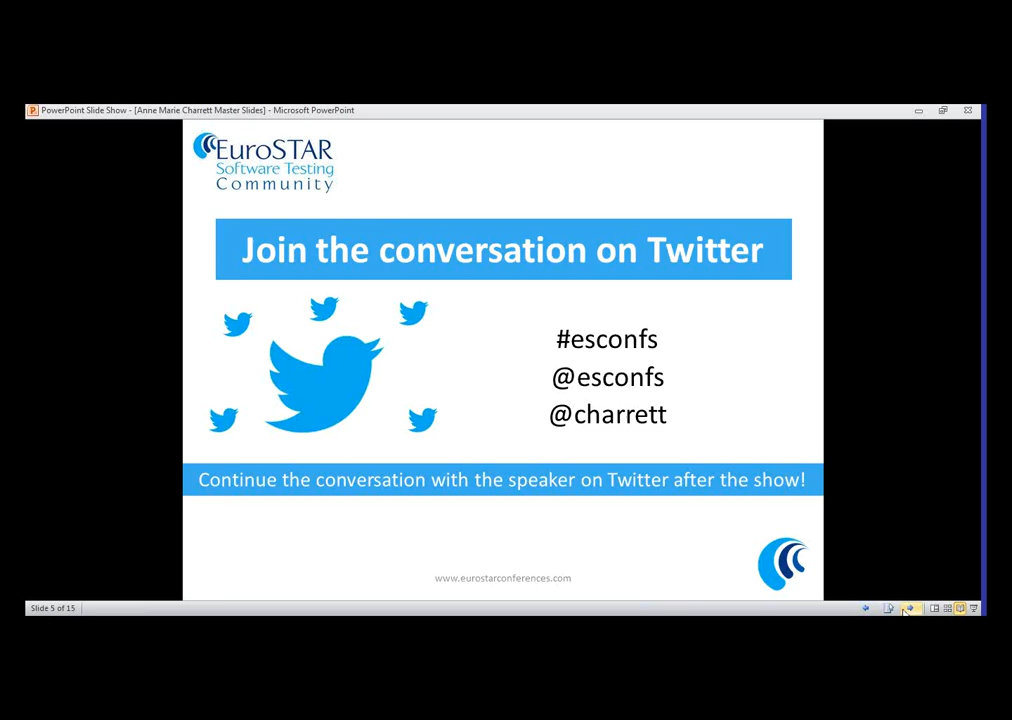 PowerPoint Slide Show - [Anne Marie Charrett Master Slides] - Microsoft PowerPoint
EuroSTAR
Software Testing
Community
Join the conversation on Twitter
#esconfs
@esconfs
@charrett
Continue the conversation with the speaker on Twitter after the show!
www.eurostarconferences.com
Slide 5 of 15